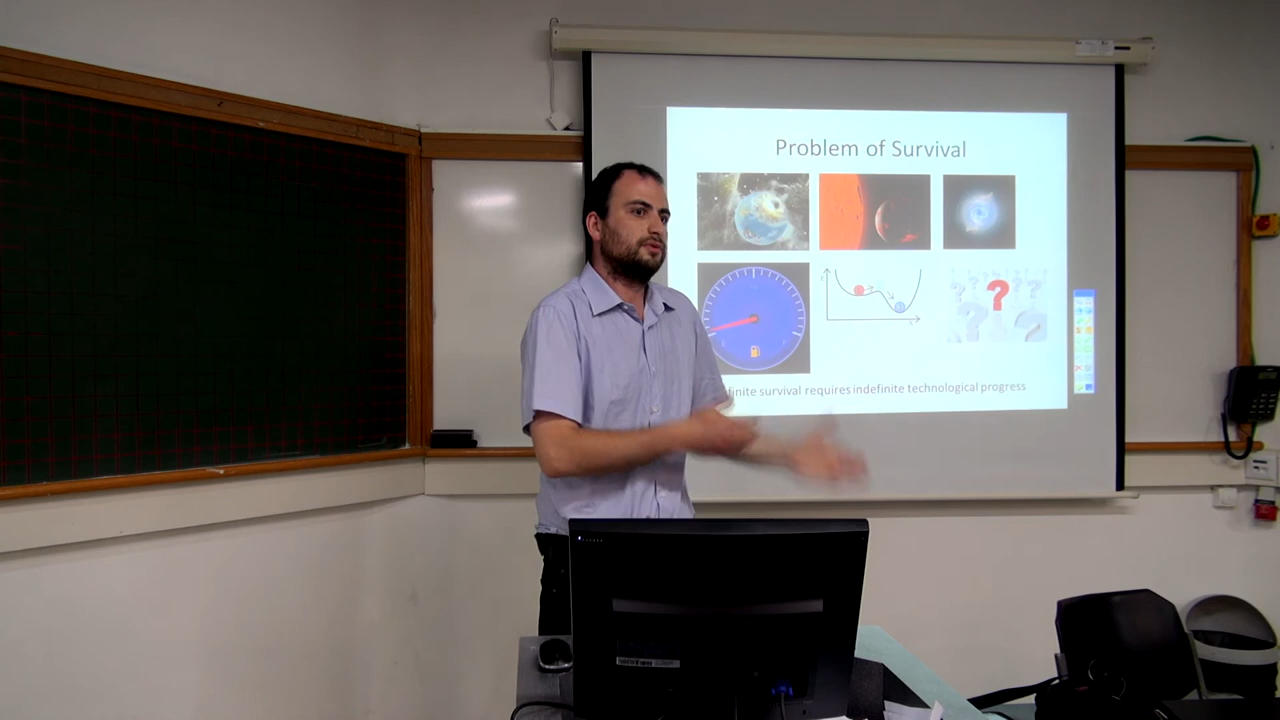 Problem of Survival
finite survival requires indefinite technological progress